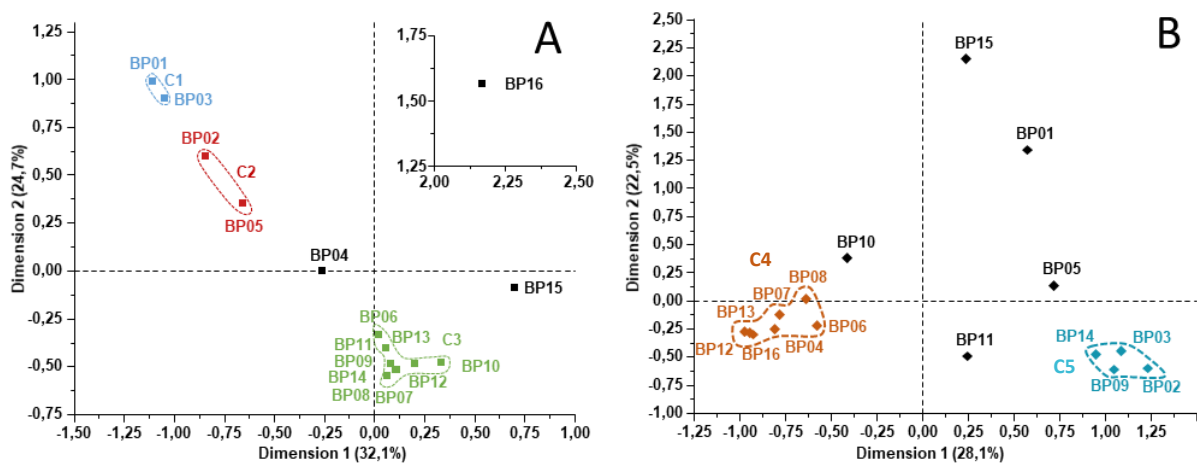 A
1,25
1,00
0,75
0,50
0,25
0,00
-0,25
-0,50
-0,75
Dimension 2 (24,7%)
BP01
C1
BP03
BP02
C2
BP05
BP04
BP15
BP06
BP13
C3
BP11
BP09
BP10
BP14
BP12
BP08
BP07
1,75
1,50
1,25
BP16
2,00 2,25 2,50
-1,50 -1,25 -1,00 -0,75 -0,50 -0,25 0,00 0,25 0,50 0,75 1,00
Dimension 1 (32,1%)
B
2,50
2,25
2,00
1,75
1,50
1,25
1,00
0,75
0,50
0,25
0,00
-0,25
-0,50
-0,75
-1,00
Dimension 2 (22,5%)
BP15
BP01
BP10
C4
BP08
BP05
BP07
BP13
BP06
BP12
BP16
BP04
BP11
BP14
BP03
C5
BP09
BP02
-1,25 -1,00 -0,75 -0,50 -0,25 0,00 0,25 0,50 0,75 1,00 1,25 1,50
Dimension 1 (28,1%)